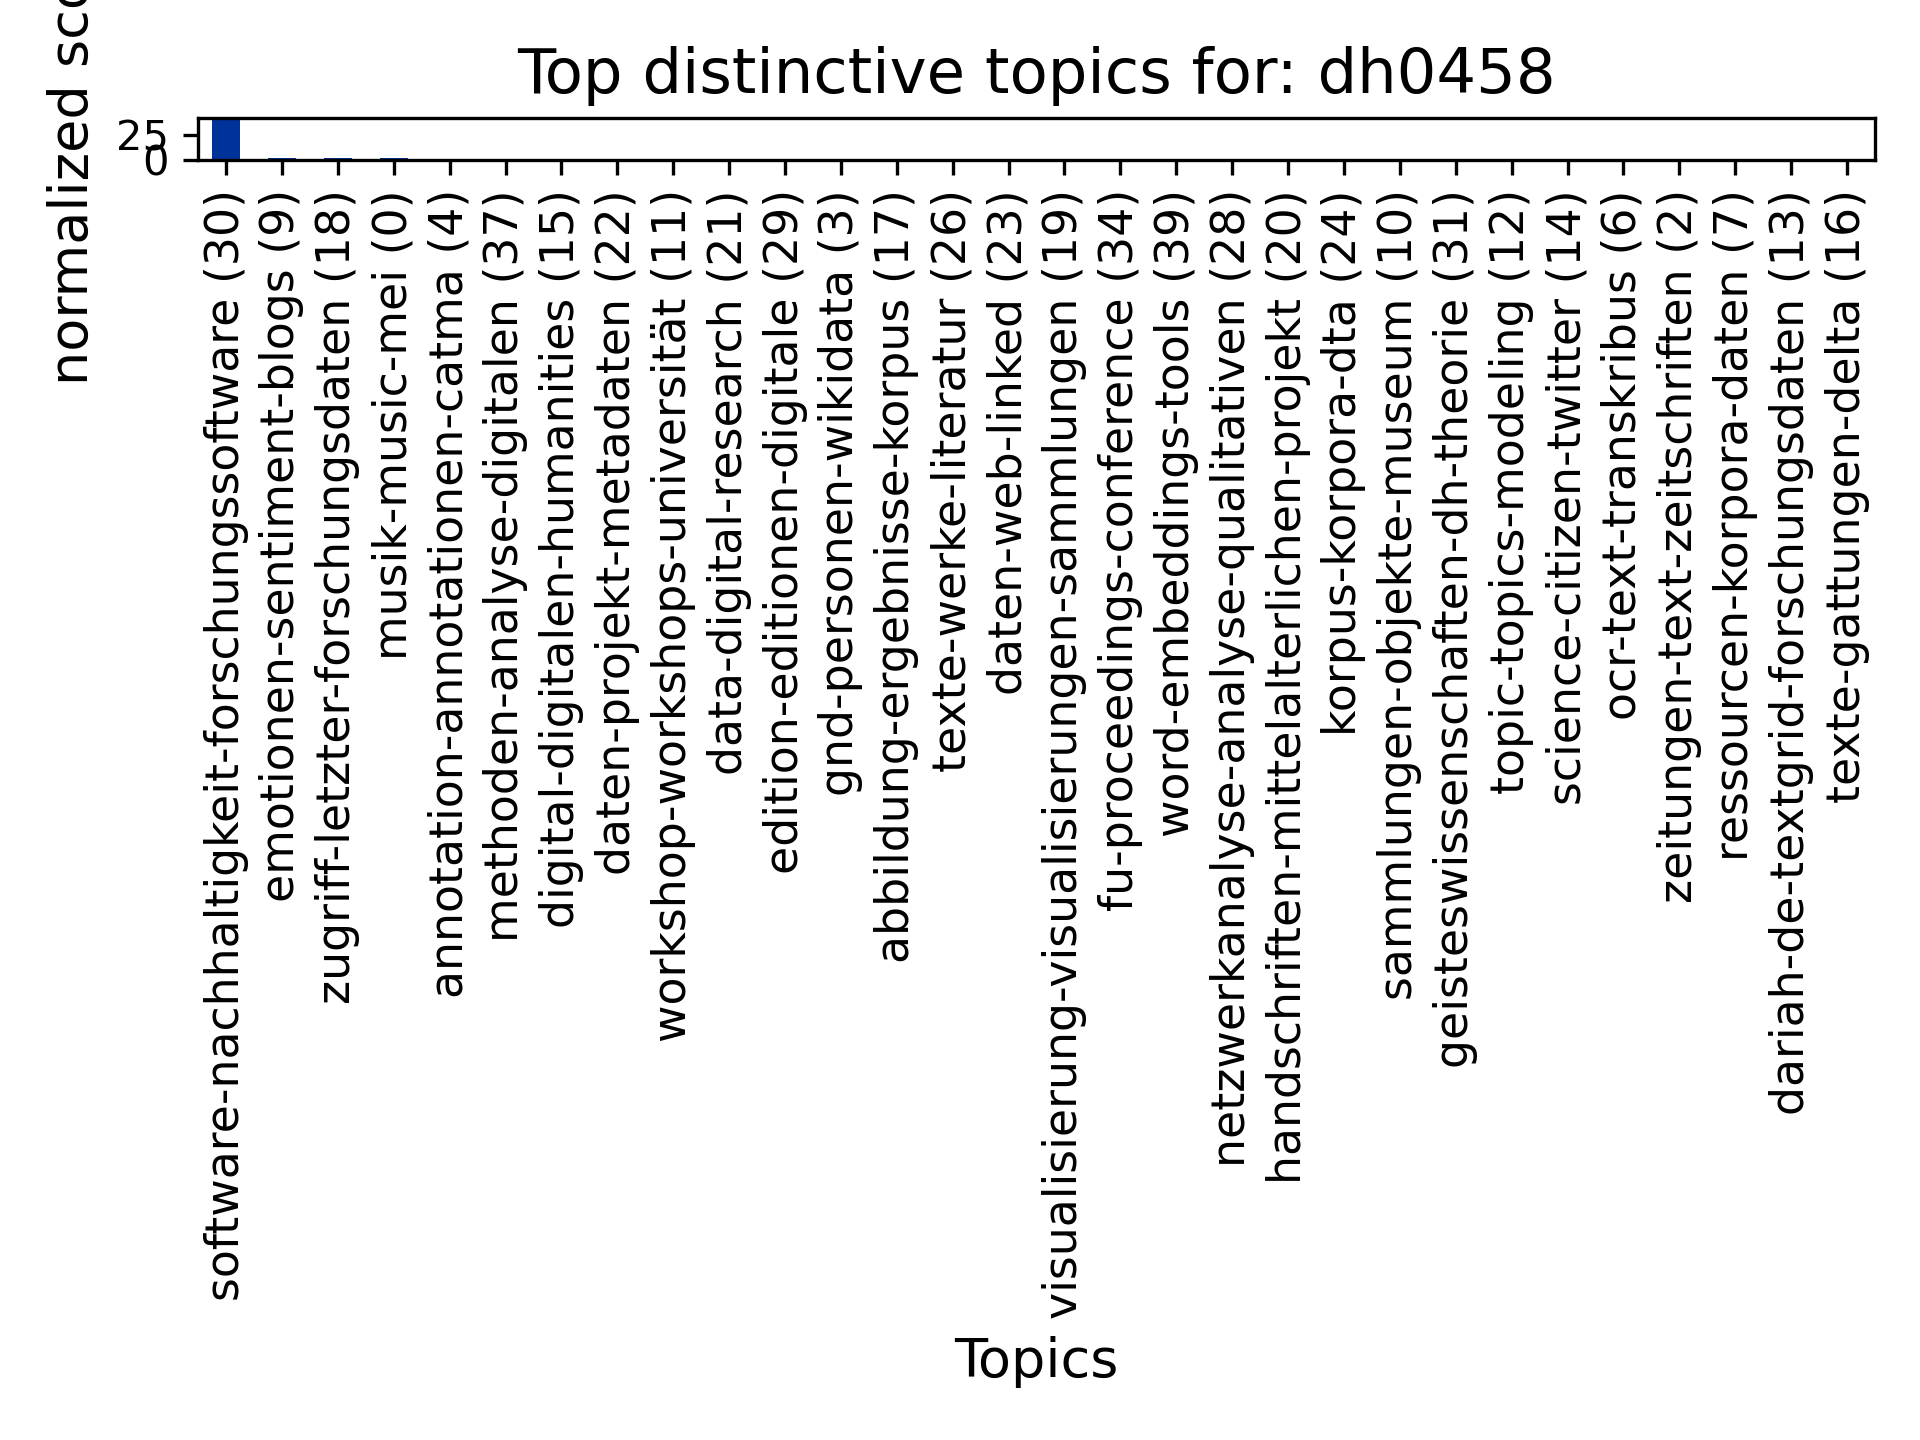 Top distinctive topics for: dh0458
normalized sco
25
0
software-nachhaltigkeit-forschungssoftware (30)
emotionen-sentiment-blogs (9)
zugriff-letzter-forschungsdaten (18)
musik-music-mei (0)
annotation-annotationen-catma (4)
methoden-analyse-digitalen (37)
digital-digitalen-humanities (15)
daten-projekt-metadaten (22)
workshop-workshops-universität (11)
data-digital-research (21)
edition-editionen-digitale (29)
gnd-personen-wikidata (3)
abbildung-ergebnisse-korpus (17)
texte-werke-literatur (26)
daten-web-linked (23)
visualisierung-visualisierungen-sammlungen (19)
fu-proceedings-conference (34)
word-embeddings-tools (39)
netzwerkanalyse-analyse-qualitativen (28)
handschriften-mittelalterlichen-projekt (20)
korpus-korpora-dta (24)
sammlungen-objekte-museum (10)
geisteswissenschaften-dh-theorie (31)
topic-topics-modeling (12)
science-citizen-twitter (14)
ocr-text-transkribus (6)
zeitungen-text-zeitschriften (2)
ressourcen-korpora-daten (7)
dariah-de-textgrid-forschungsdaten (13)
texte-gattungen-delta (16)
Topics